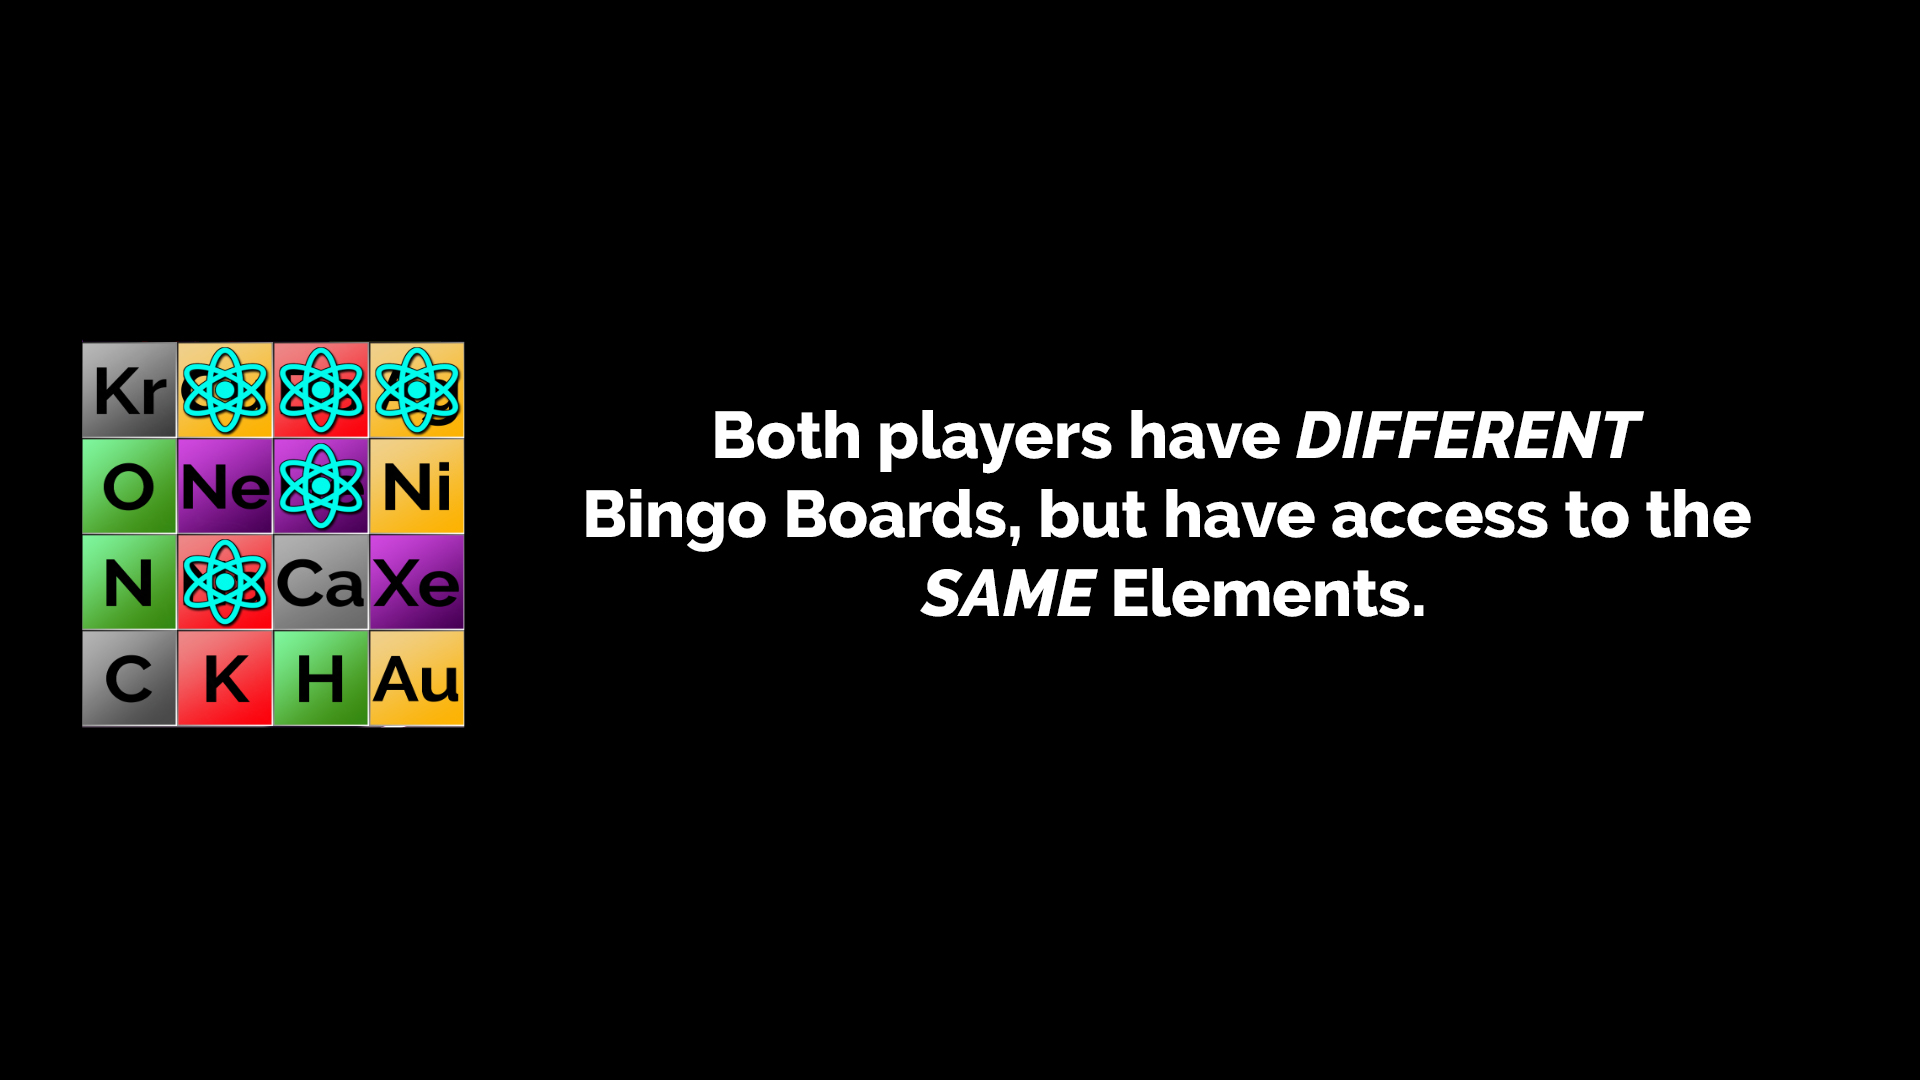 Kr
O Ne Ni
N Ca Xe
C K H Au
Both players have DIFFERENT
Bingo Boards, but have access to the
SAME Elements.